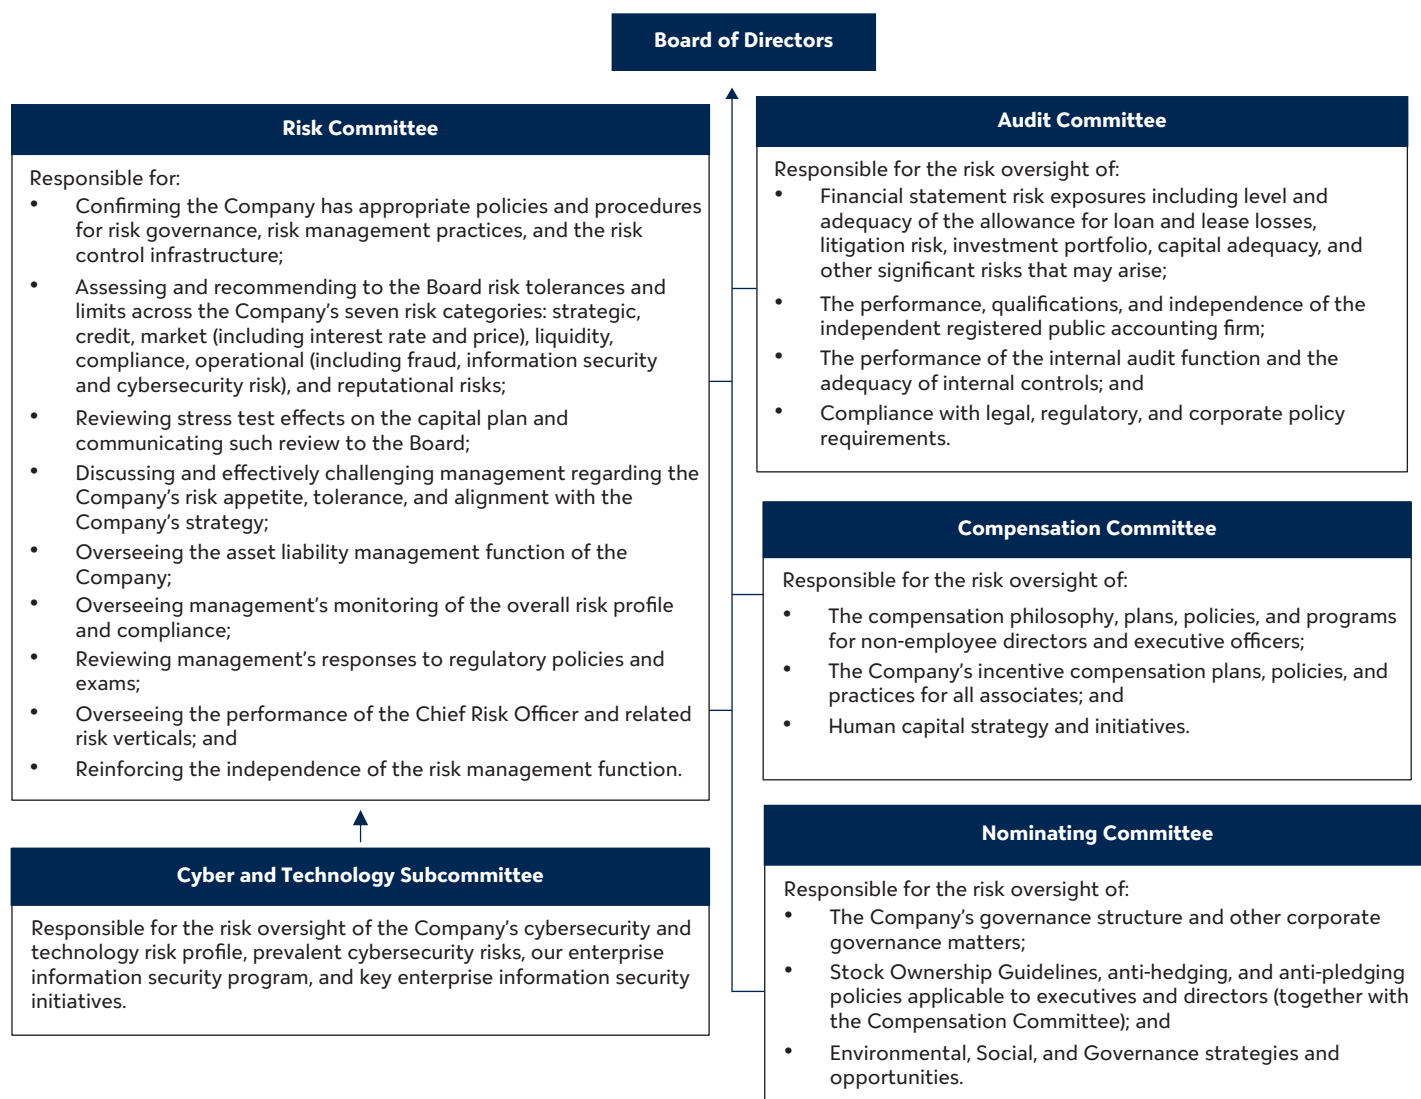 Board of Directors
Risk Committee
Responsible for:
• Confirming the Company has appropriate policies and procedures
for risk governance, risk management practices, and the risk
control infrastructure;
• Assessing and recommending to the Board risk tolerances and
limits across the Company’s seven risk categories: strategic,
credit, market (including interest rate and price), liquidity,
compliance, operational (including fraud, information security
and cybersecurity risk), and reputational risks;
• Reviewing stress test effects on the capital plan and
communicating such review to the Board;
• Discussing and effectively challenging management regarding the
Company’s risk appetite, tolerance, and alignment with the
Company’s strategy;
• Overseeing the asset liability management function of the
Company;
• Overseeing management’s monitoring of the overall risk profile
and compliance;
• Reviewing management’s responses to regulatory policies and
exams;
• Overseeing the performance of the Chief Risk Officer and related
risk verticals; and
• Reinforcing the independence of the risk management function.
Cyber and Technology Subcommittee
Responsible for the risk oversight of the Company’s cybersecurity and
technology risk profile, prevalent cybersecurity risks, our enterprise
information security program, and key enterprise information security
initiatives.
Audit Committee
Responsible for the risk oversight of:
• Financial statement risk exposures including level and
adequacy of the allowance for loan and lease losses,
litigation risk, investment portfolio, capital adequacy, and
other significant risks that may arise;
• The performance, qualifications, and independence of the
independent registered public accounting firm;
• The performance of the internal audit function and the
adequacy of internal controls; and
• Compliance with legal, regulatory, and corporate policy
requirements.
Compensation Committee
Responsible for the risk oversight of:
• The compensation philosophy, plans, policies, and programs
for non-employee directors and executive officers;
• The Company’s incentive compensation plans, policies, and
practices for all associates; and
• Human capital strategy and initiatives.
Nominating Committee
Responsible for the risk oversight of:
• The Company’s governance structure and other corporate
governance matters;
• Stock Ownership Guidelines, anti-hedging, and anti-pledging
policies applicable to executives and directors (together with
the Compensation Committee); and
• Environmental, Social, and Governance strategies and
opportunities.